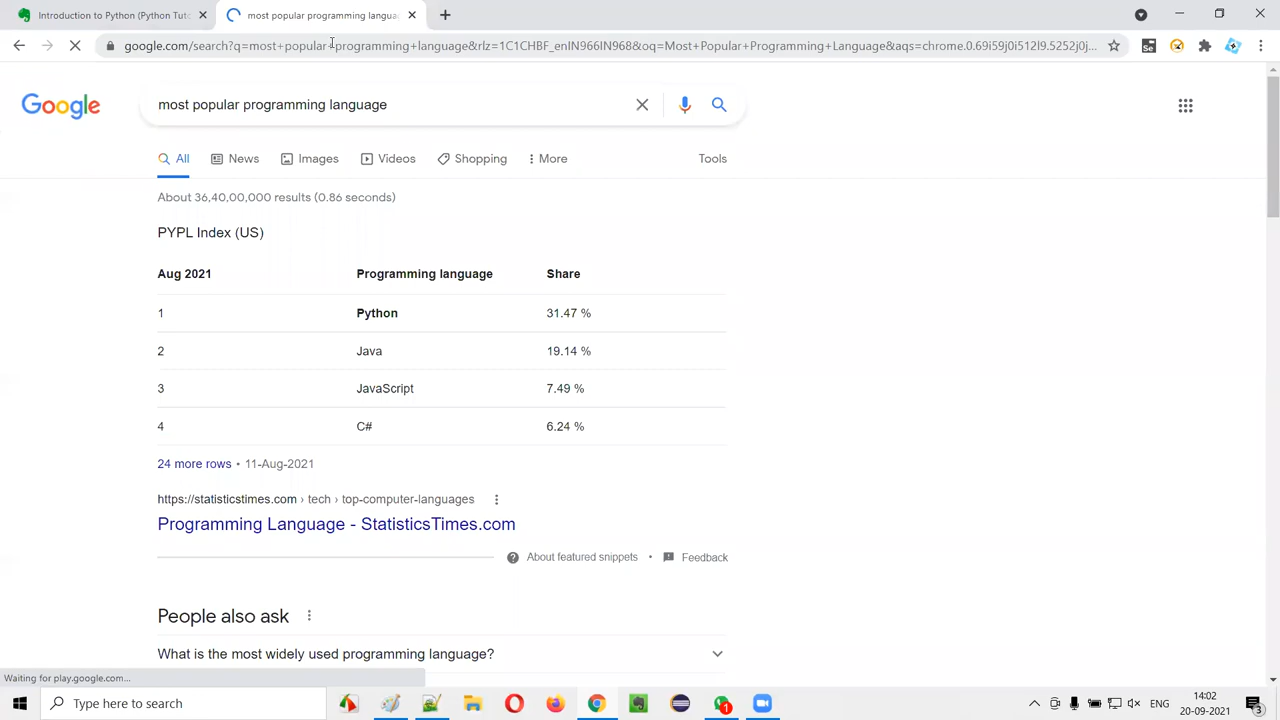 Introduction to Python (Python Tuto
most popular programming langua
google.com/search?q=most+popular+programming+language&rlz=1C1CHBF_enIN966IN968&oq=Most+Popular+Programming+Language&aqs=chrome.0.69i59j0i512l9.5252j0j...
Google
most popular programming language
All
News
Images
Videos
Shopping
More
Tools
About 36,40,00,000 results (0.86 seconds)
PYPL Index (US)
Aug 2021 Programming language Share
1 Python 31.47 %
2 Java 19.14 %
3 JavaScript 7.49 %
4 C# 6.24 %
24 more rows • 11-Aug-2021
https://statisticstimes.com › tech › top-computer-languages
Programming Language - StatisticsTimes.com
About featured snippets • Feedback
People also ask
What is the most widely used programming language?
Waiting for play.google.com...
Type here to search
1
ENG
14:02
20-09-2021
3